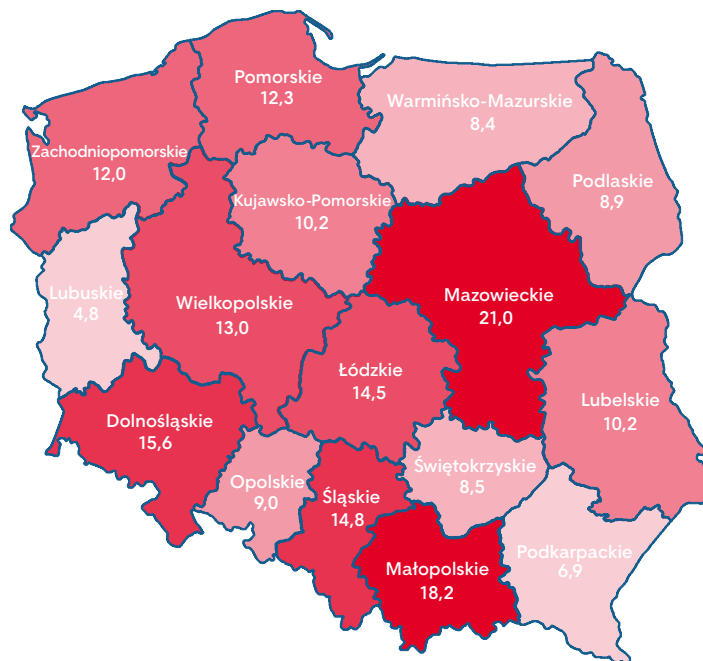 Pomorskie
12,3
Warmińsko-Mazurskie
8,4
Zachodniopomorskie
12,0
Podlaskie
8,9
Kujawsko-Pomorskie
10,2
Lubuskie
4,8
Wielkopolskie
13,0
Mazowieckie
21,0
Łódzkie
14,5
Lubelskie
10,2
Dolnośląskie
15,6
Świętokrzyskie
8,5
Opolskie
9,0
Śląskie
14,8
Podkarpackie
6,9
Małopolskie
18,2